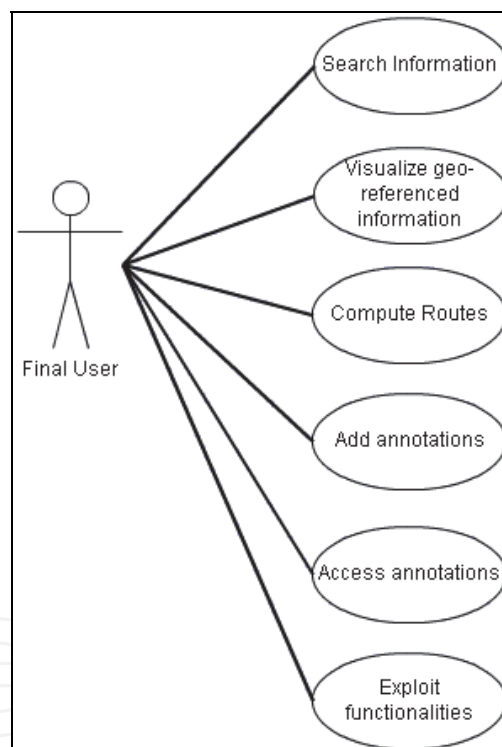 Search Information
Visualize geo-
referenced
information
Compute Routes
Final User
Add annotations
Access annotations
Exploit
functionalities